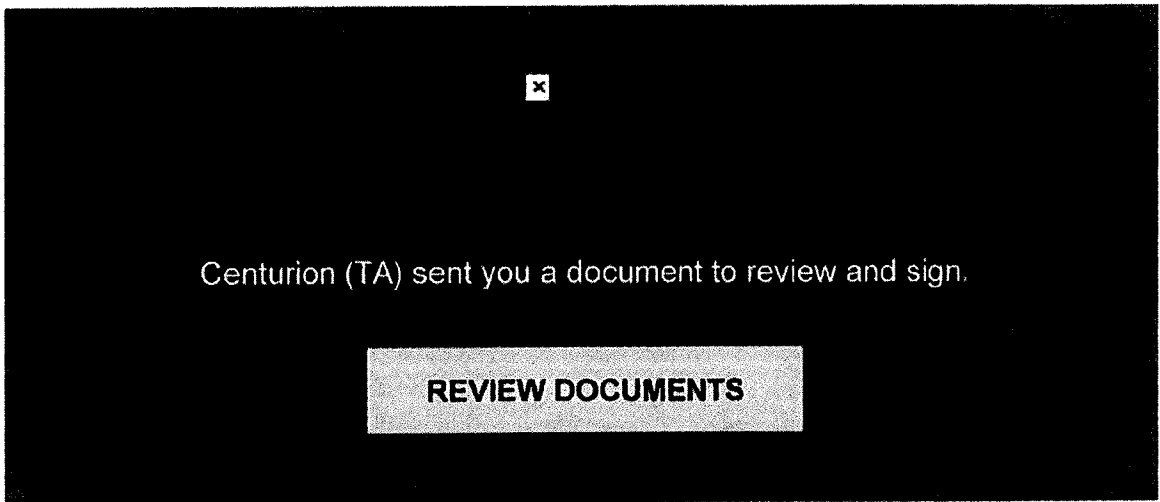 Centurion (TA) sent you a document to review and sign.
REVIEW DOCUMENTS